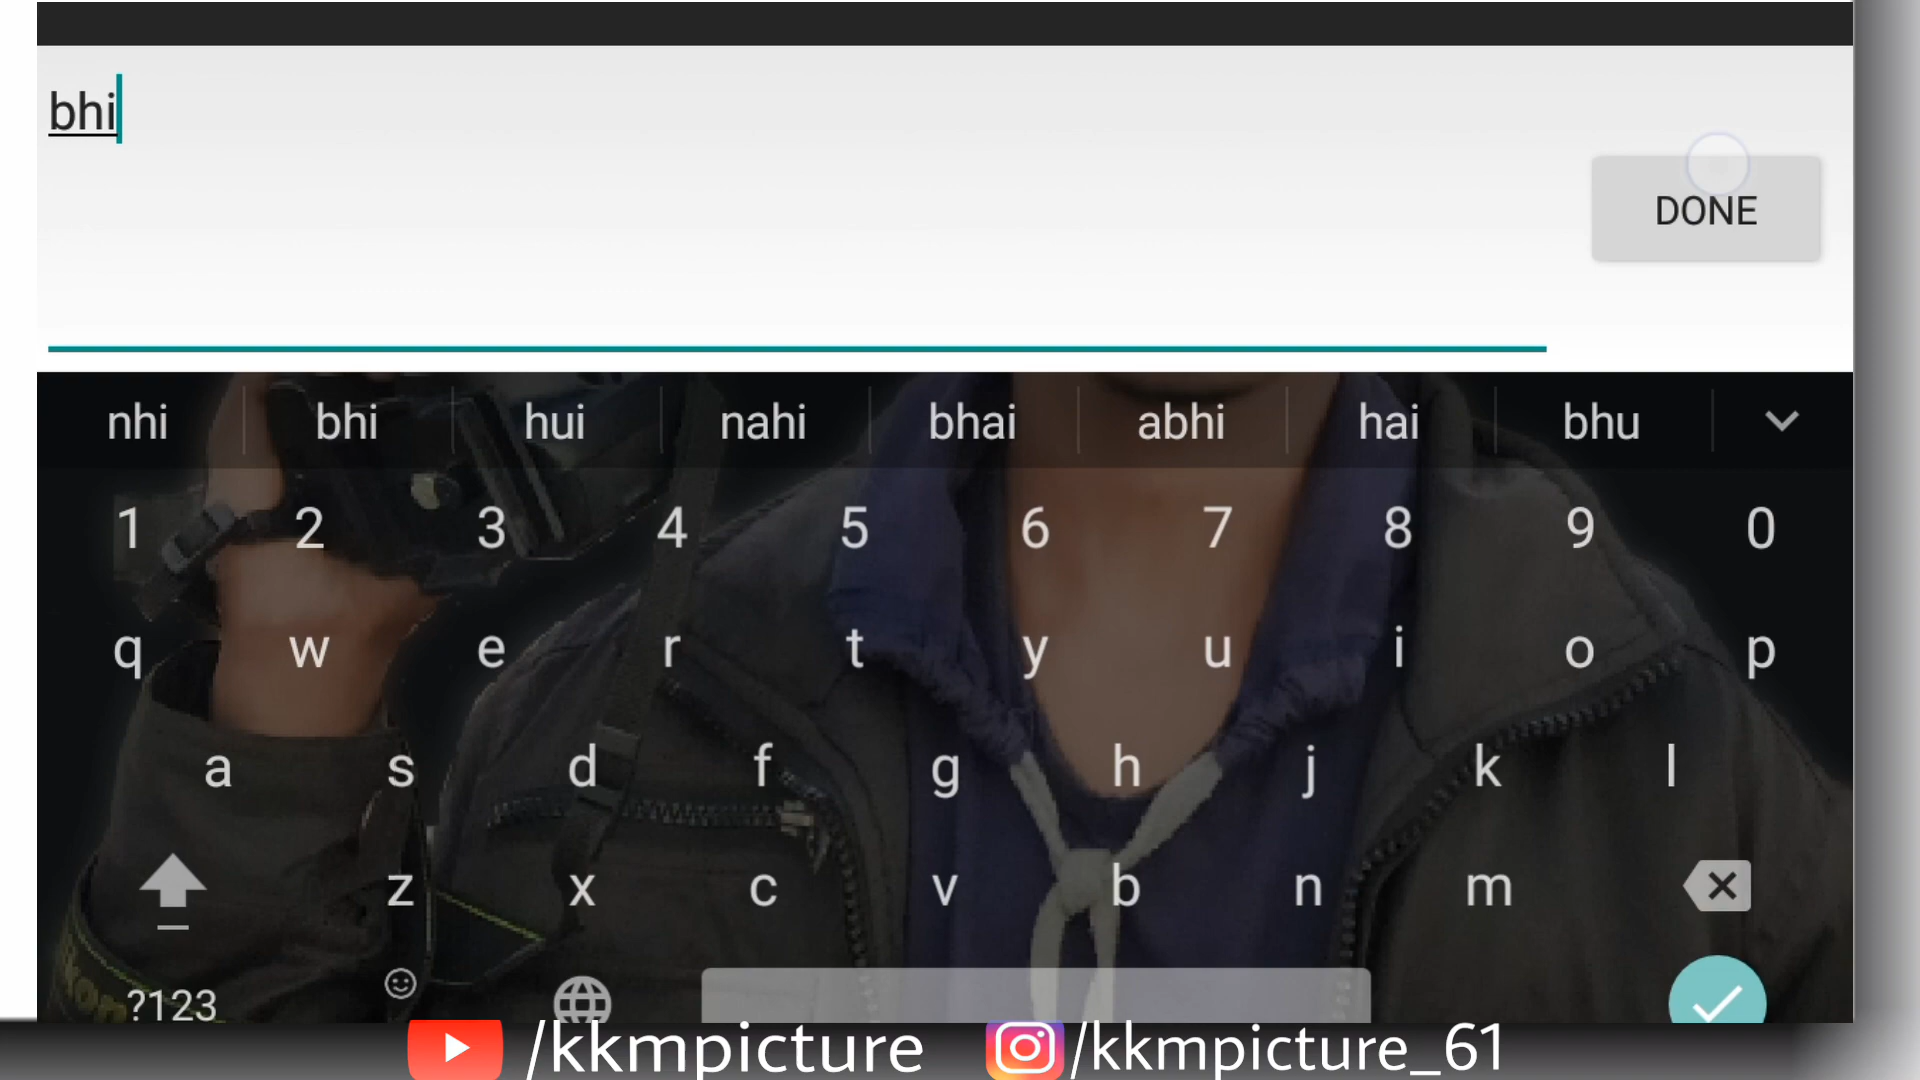 bhi
DONE
nhi bhi hui nahi bhai abhi hai bhu
1 2 3 4 5 6 7 8 9 0
q w e r t y u i o p
a s d f g h j k l
z x c v b n m
?123
/kkmpicture /kkmpicture_61